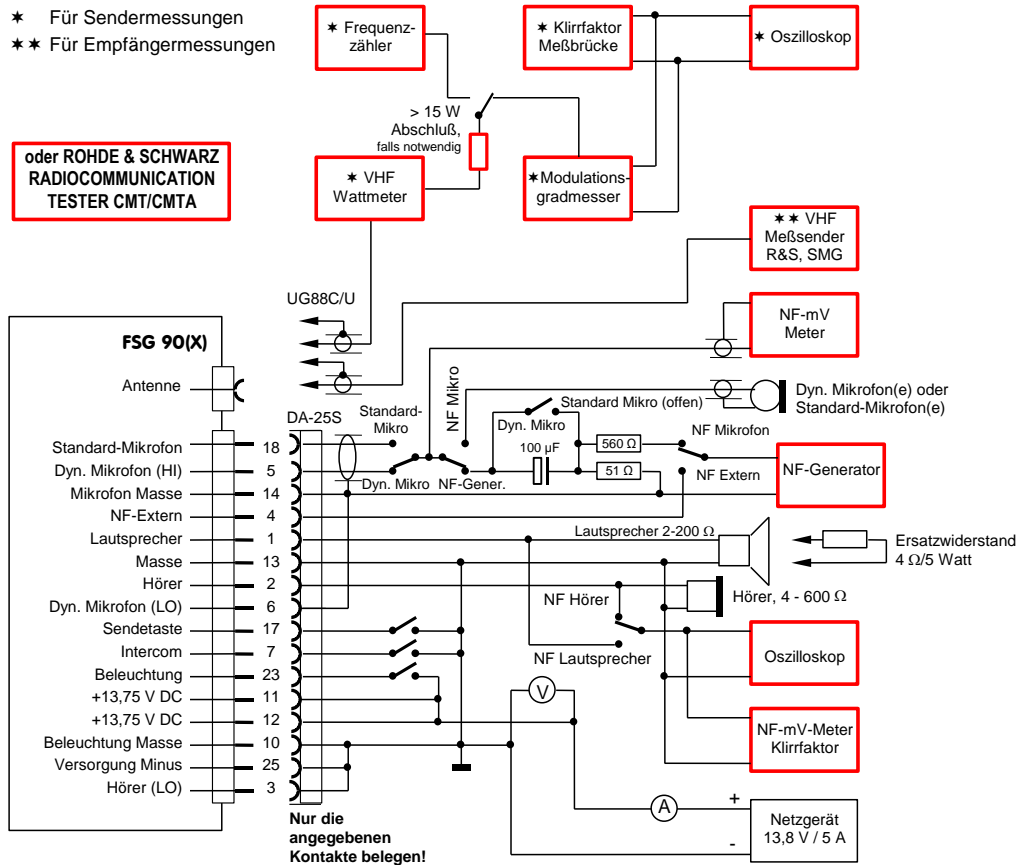 ✶ Für Sendermessungen
✶✶ Für Empfängermessungen
✶ Frequenz-
zähler
✶ Klirrfaktor
Meßbrücke
✶ Oszilloskop
> 15 W
Abschluß,
falls notwendig
oder ROHDE & SCHWARZ
RADIOCOMMUNICATION
TESTER CMT/CMTA
✶ VHF
Wattmeter
✶ Modulations-
gradmesser
✶✶ VHF
Meßsender
R&S, SMG
UG88C/U
NF-mV
Meter
FSG 90(X)
Antenne
Dyn. Mikrofon(e) oder
Standard-Mikrofon(e)
DA-25S
Standard-
Mikro
NF Mikro
Standard Mikro (offen)
Dyn. Mikro
NF Mikrofon
100 µF
560 Ω
51 Ω
NF Extern
NF-Generator
Dyn. Mikro
NF-Gener.
Standard-Mikrofon 18
Dyn. Mikrofon (HI) 5
Mikrofon Masse 14
NF-Extern 4
Lautsprecher 1
Masse 13
Hörer 2
Dyn. Mikrofon (LO) 6
Sendetaste 17
Intercom 7
Beleuchtung 23
+13,75 V DC 11
+13,75 V DC 12
Beleuchtung Masse 10
Versorgung Minus 25
Hörer (LO) 3
Lautsprecher 2-200 Ω
Ersatzwiderstand
4 Ω/5 Watt
Hörer, 4 - 600 Ω
NF Hörer
NF Lautsprecher
Oszilloskop
V
NF-mV-Meter
Klirrfaktor
A
+
-
Netzgerät
13,8 V / 5 A
Nur die
angegebenen
Kontakte belegen!